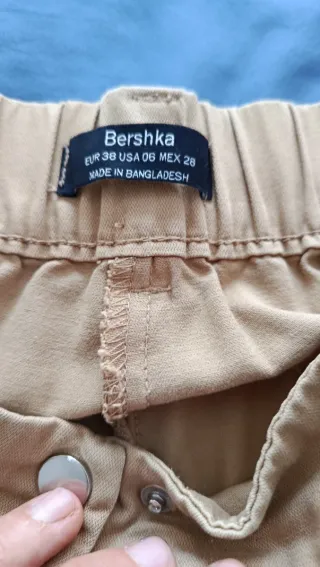 Bershka
EUR 38 USA 06 MEX 28
MADE IN BANGLADESH